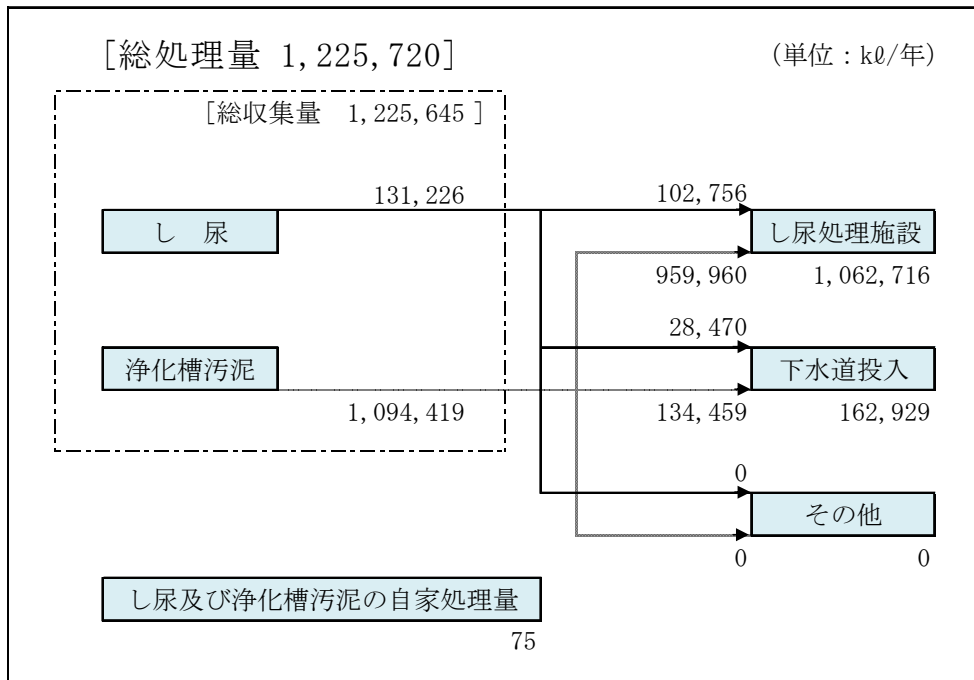 [総処理量 1,225,720]
(単位：kℓ/年)
[総収集量 1,225,645 ]
131,226 102,756
し 尿 し尿処理施設
959,960 1,062,716
28,470
浄化槽汚泥 下水道投入
1,094,419 134,459 162,929
0
その他
0 0
し尿及び浄化槽汚泥の自家処理量
75